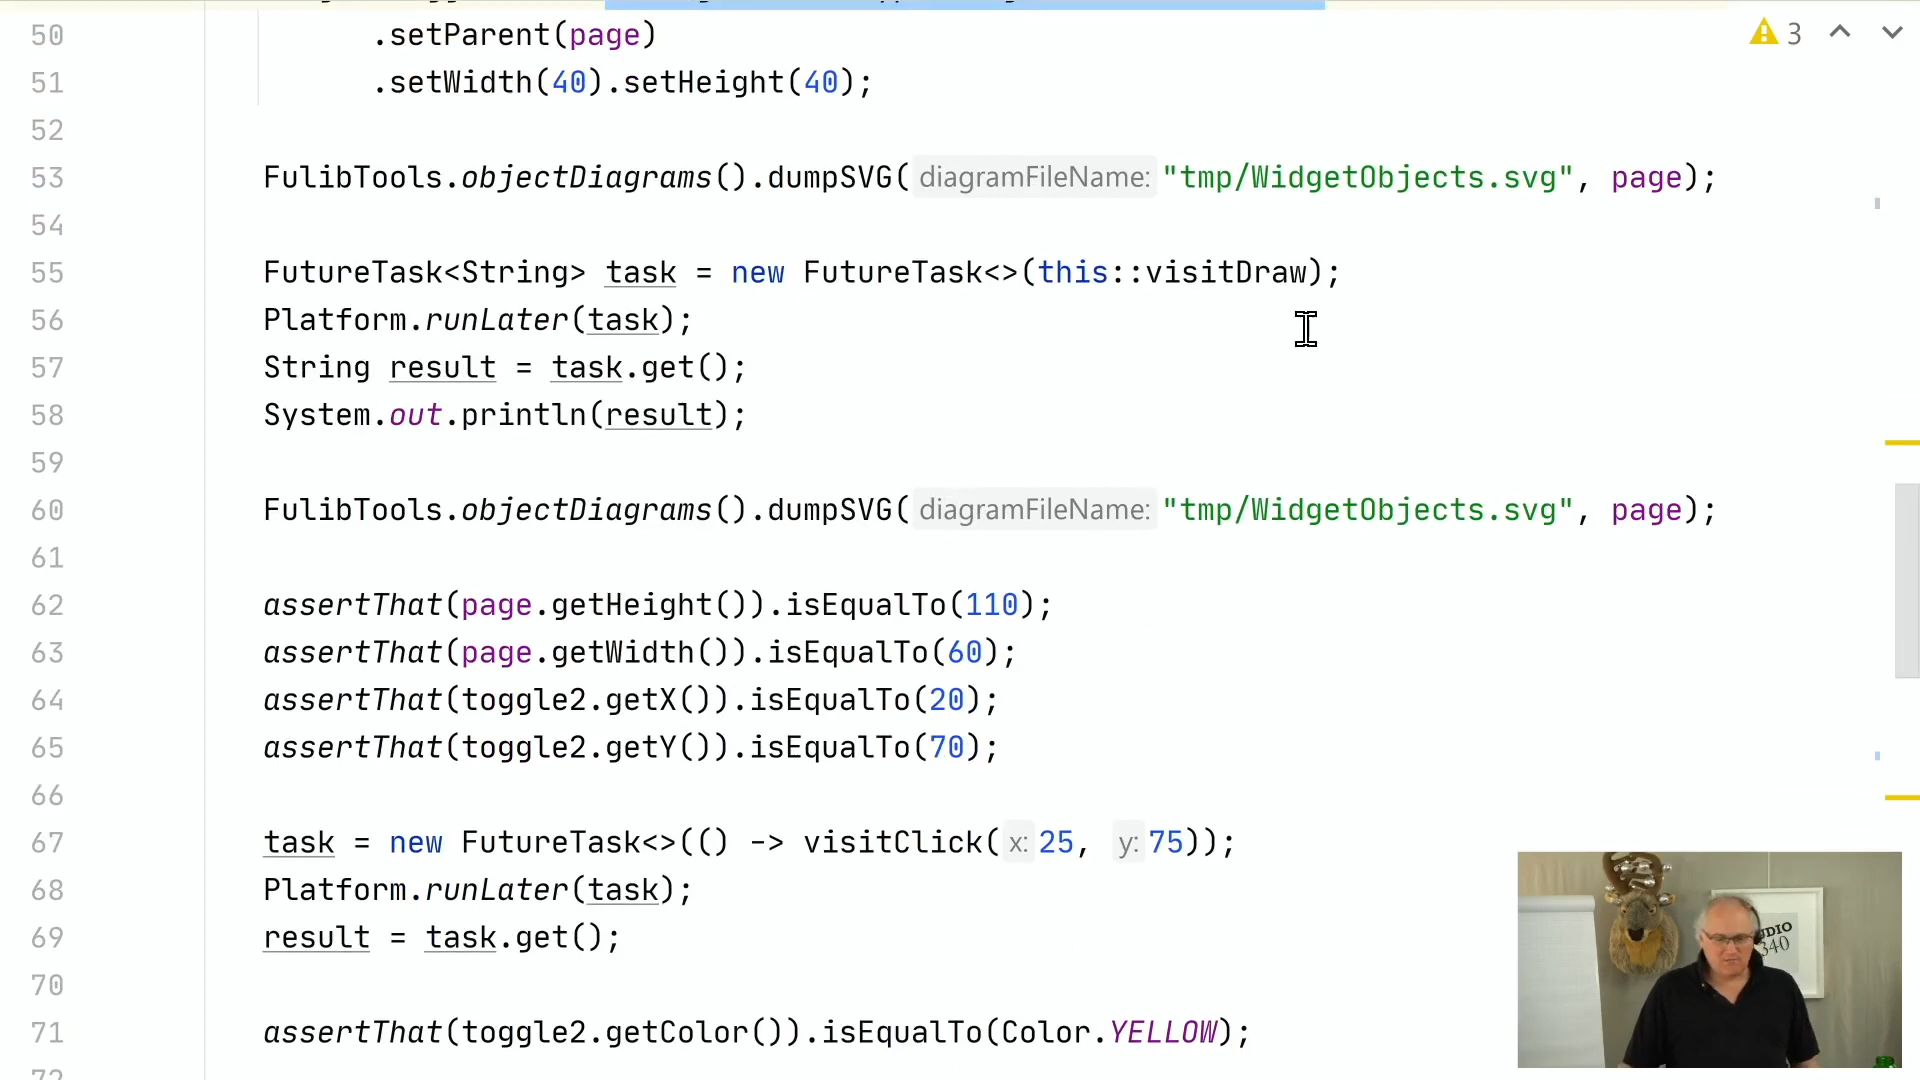 50 .setParent(page)
51 .setWidth(40).setHeight(40);
52
53 FulibTools.objectDiagrams().dumpSVG( diagramFileName: "tmp/WidgetObjects.svg", page);
54
55 FutureTask<String> task = new FutureTask<>(this::visitDraw);
56 Platform.runLater(task);
57 String result = task.get();
58 System.out.println(result);
59
60 FulibTools.objectDiagrams().dumpSVG( diagramFileName: "tmp/WidgetObjects.svg", page);
61
62 assertThat(page.getHeight()).isEqualTo(110);
63 assertThat(page.getWidth()).isEqualTo(60);
64 assertThat(toggle2.getX()).isEqualTo(20);
65 assertThat(toggle2.getY()).isEqualTo(70);
66
67 task = new FutureTask<>(() -> visitClick( x: 25, y: 75));
68 Platform.runLater(task);
69 result = task.get();
70
71 assertThat(toggle2.getColor()).isEqualTo(Color.YELLOW);
72
3
UDIO
340